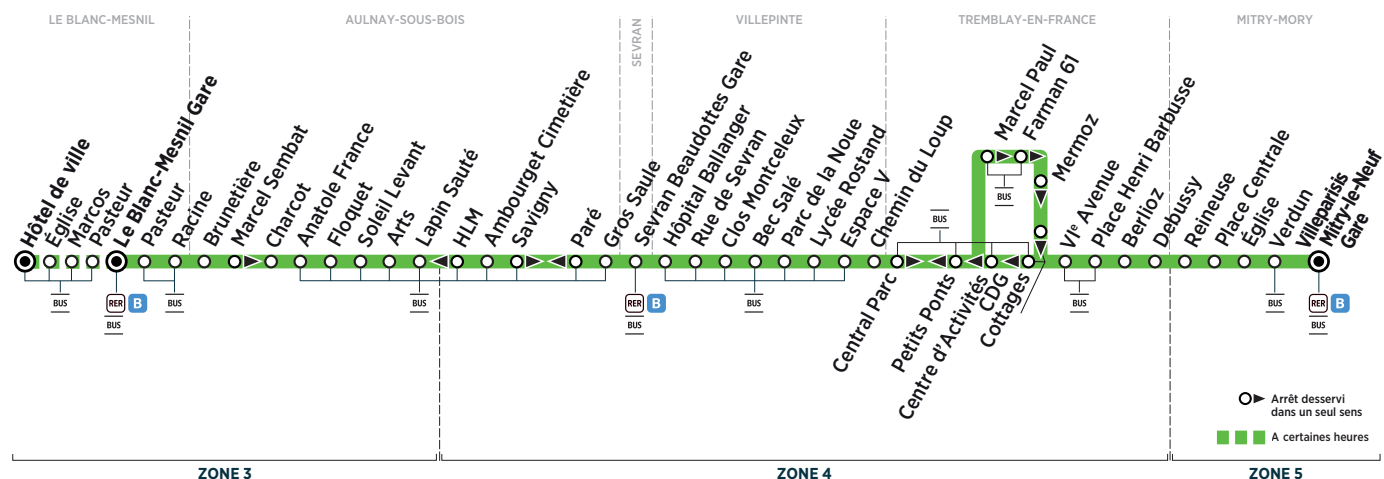 LE BLANC-MESNIL
AULNAY-SOUS-BOIS
SEVRAN
VILLEPINTE
TREMBLAY-EN-FRANCE
MITRY-MORY
Hôtel de ville
Église
Marcos
Pasteur
Le Blanc-Mesnil Gare
Pasteur
Racine
Brunetière
Marcel Sembat
Charcot
Anatole France
Floquet
Soleil Levant
Arts
Lapin Sauté
HLM
Ambourget Cimetière
Savigny
Paré
Gros Saule
Sevran Beaudottes Gare
Hôpital Ballanger
Rue de Sevran
Clos Montceleux
Bec Salé
Parc de la Noue
Lycée Rostand
Espace V
Chemin du Loup
Central Parc
Petits Ponts
Centre d'Activités
CDG
Cottages
Marcel Paul
Farman 61
Mermoz
VIe Avenue
Place Henri Barbusse
Berlioz
Debussy
Reineuse
Place Centrale
Église
Verdun
Villeparisis
Mitry-le-Neuf
Gare
BUS
BUS
BUS
RER B
BUS
BUS
BUS
RER B
BUS
BUS
BUS
BUS
RER B
BUS
Arrêt desservi
dans un seul sens
A certaines heures
ZONE 3
ZONE 4
ZONE 5